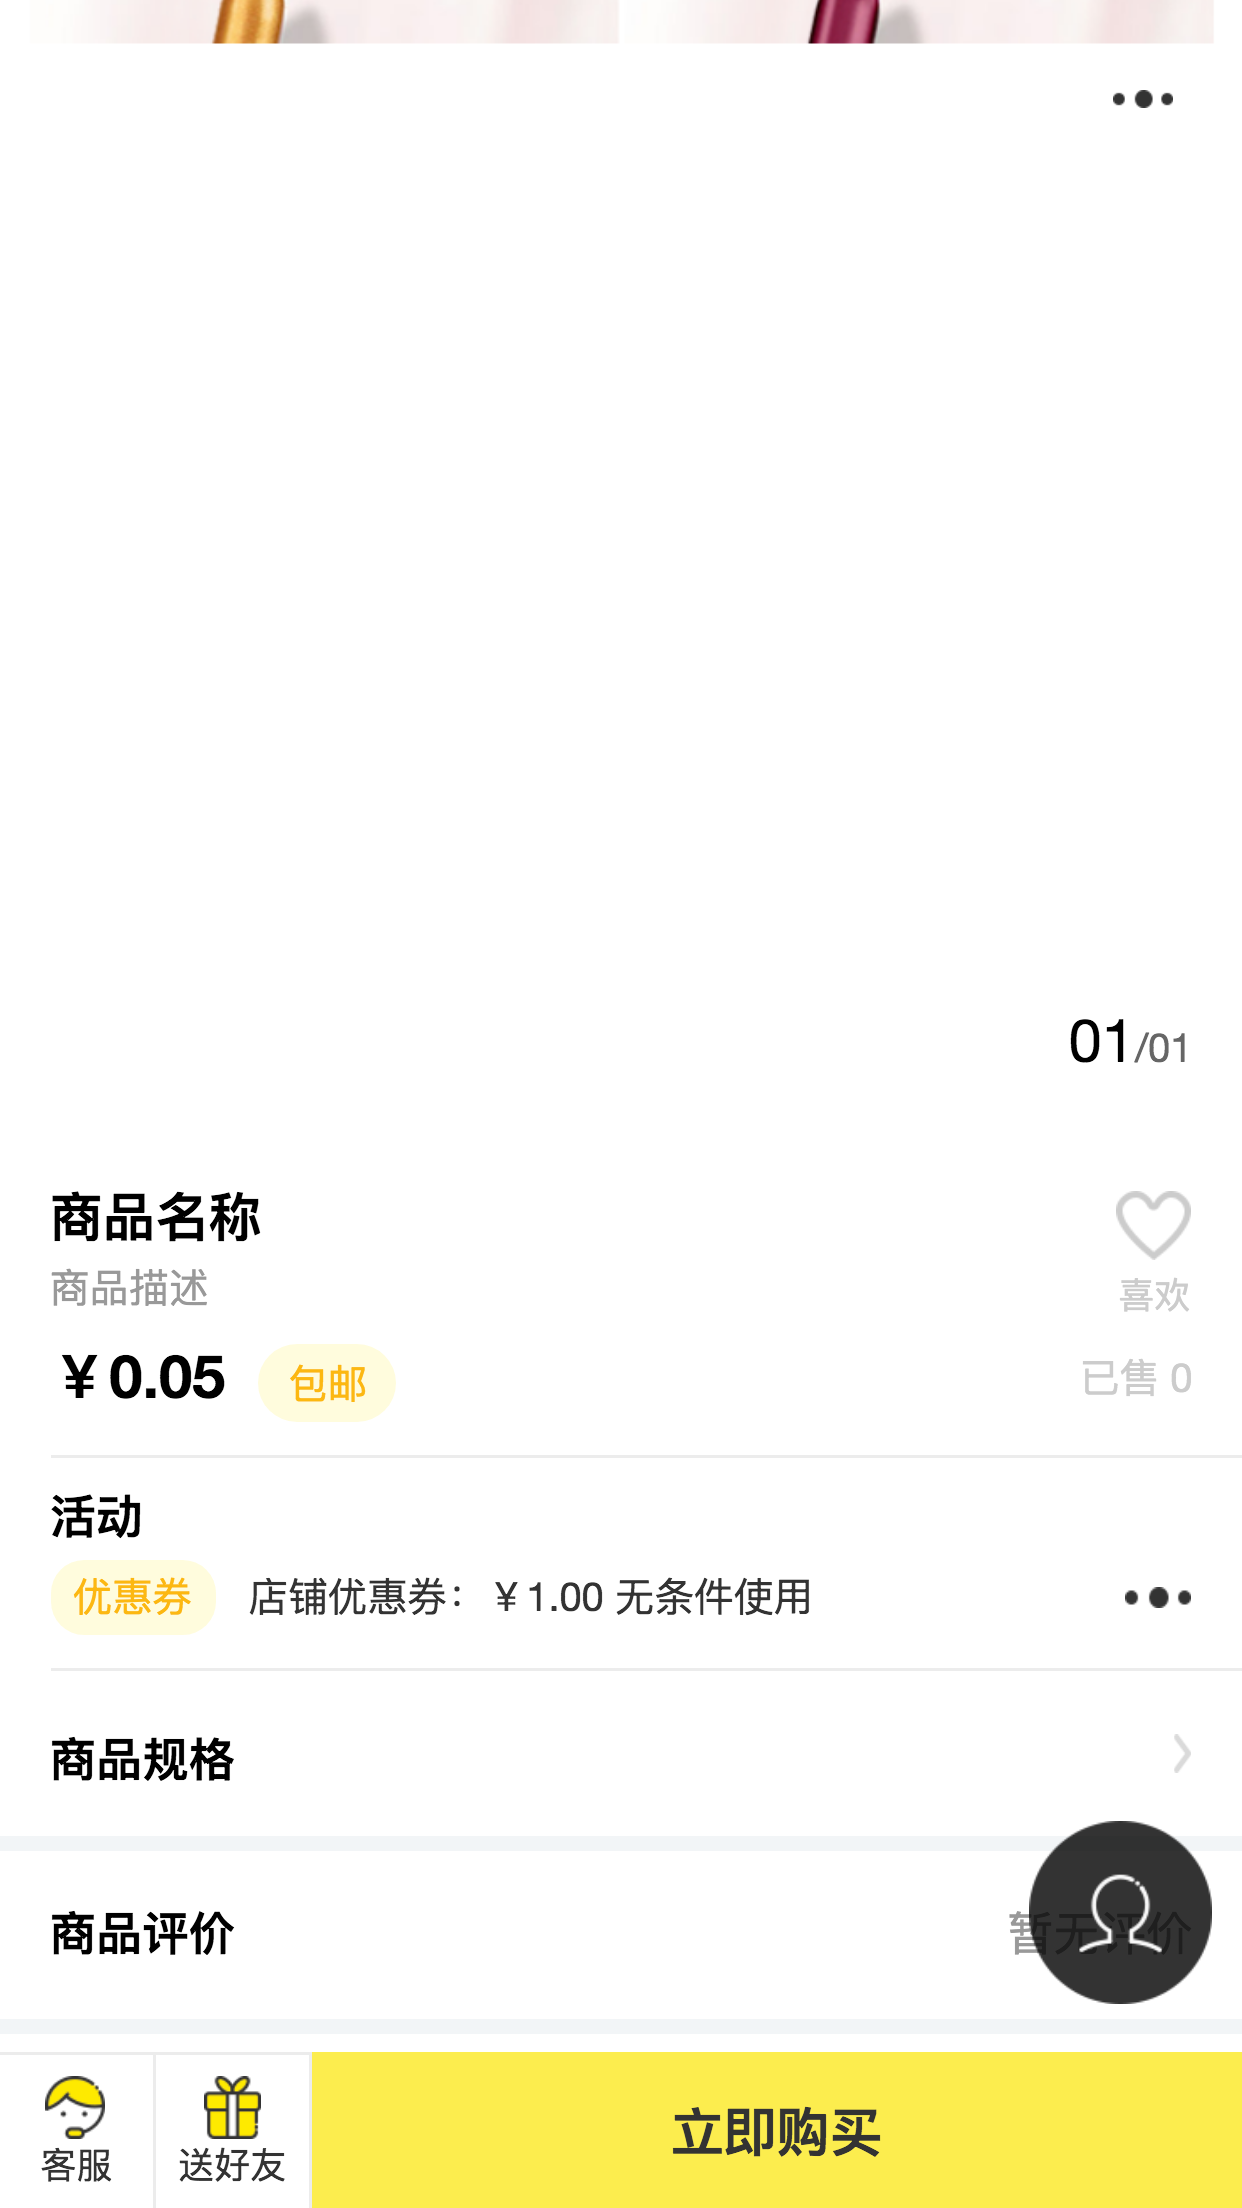 01/01
商品名称
商品描述
喜欢
¥0.05 包邮 已售 0
活动
优惠券 店铺优惠券： ¥1.00 无条件使用
商品规格
商品评价 暂无评价
客服 送好友 立即购买